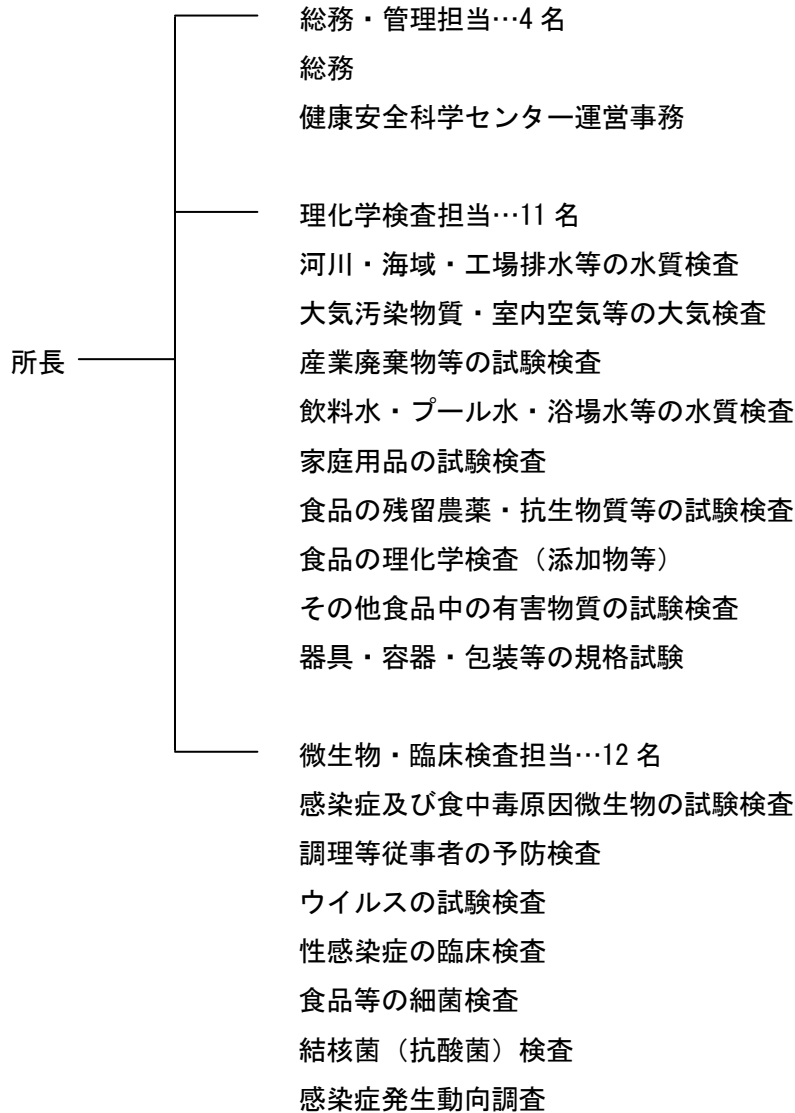 総務・管理担当…4 名
総務
健康安全科学センター運営事務
理化学検査担当…11 名
河川・海域・工場排水等の水質検査
大気汚染物質・室内空気等の大気検査
所長
産業廃棄物等の試験検査
飲料水・プール水・浴場水等の水質検査
家庭用品の試験検査
食品の残留農薬・抗生物質等の試験検査
食品の理化学検査（添加物等）
その他食品中の有害物質の試験検査
器具・容器・包装等の規格試験
微生物・臨床検査担当…12 名
感染症及び食中毒原因微生物の試験検査
調理等従事者の予防検査
ウイルスの試験検査
性感染症の臨床検査
食品等の細菌検査
結核菌（抗酸菌）検査
感染症発生動向調査